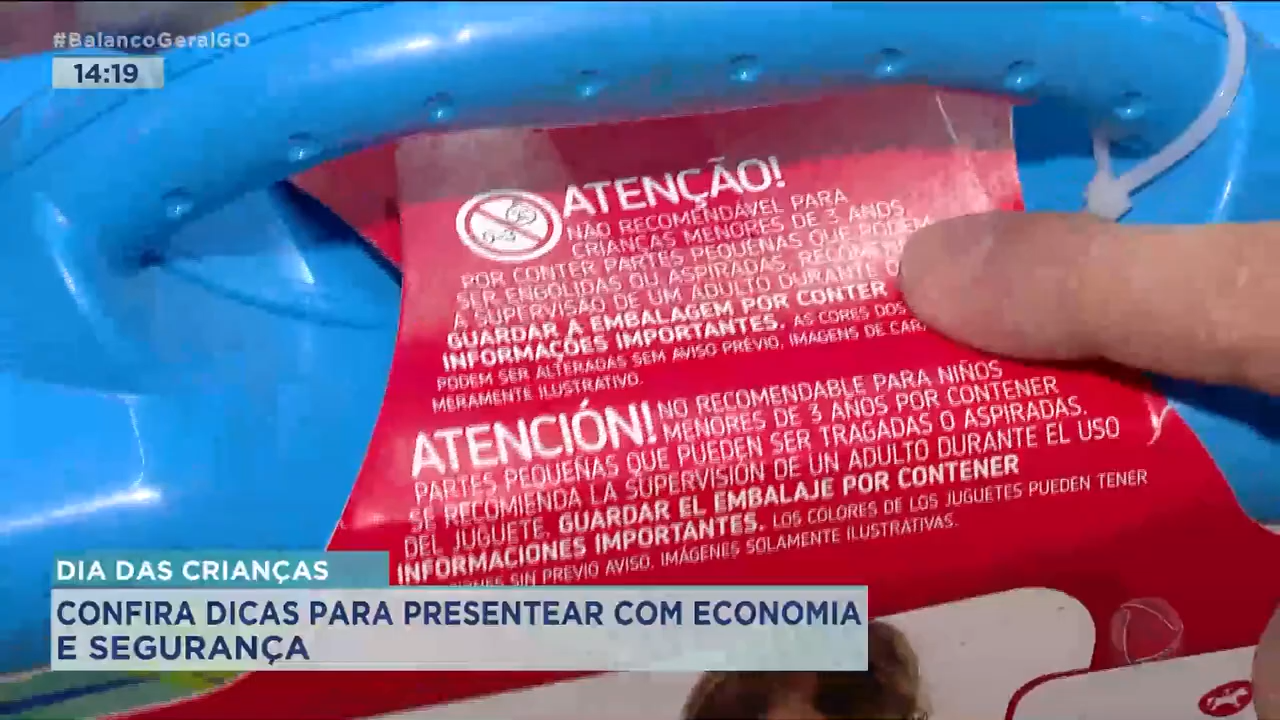 #BalancoGeralGO
14:19
ATENÇÃO!
NÃO RECOMENDÁVEL PARA
CRIANÇAS MENORES DE 3 ANOS
POR CONTER PARTES PEQUENAS QUE PODEM
SER ENGOLIDAS OU ASPIRADAS.
A SUPERVISÃO DE UM ADULTO DURANTE O
GUARDAR A EMBALAGEM POR CONTER
INFORMAÇÕES IMPORTANTES. AS CORES DOS
PODEM SER ALTERADAS SEM AVISO PRÉVIO. IMAGENS DE
MERAMENTE ILUSTRATIVO.
ATENCIÓN! NO RECOMENDABLE PARA NIÑOS
MENORES DE 3 AÑOS POR CONTENER
PARTES PEQUEÑAS QUE PUEDEN SER TRAGADAS O ASPIRADAS.
SE RECOMIENDA LA SUPERVISIÓN DE UN ADULTO DURANTE EL USO
DEL JUGUETE. GUARDAR EL EMBALAJE POR CONTENER
INFORMACIONES IMPORTANTES. LOS COLORES DE LOS JUGUETES PUEDEN TENER
SIN PREVIO AVISO. IMÁGENES SOLAMENTE ILUSTRATIVAS.
DIA DAS CRIANÇAS
CONFIRA DICAS PARA PRESENTEAR COM ECONOMIA
E SEGURANÇA